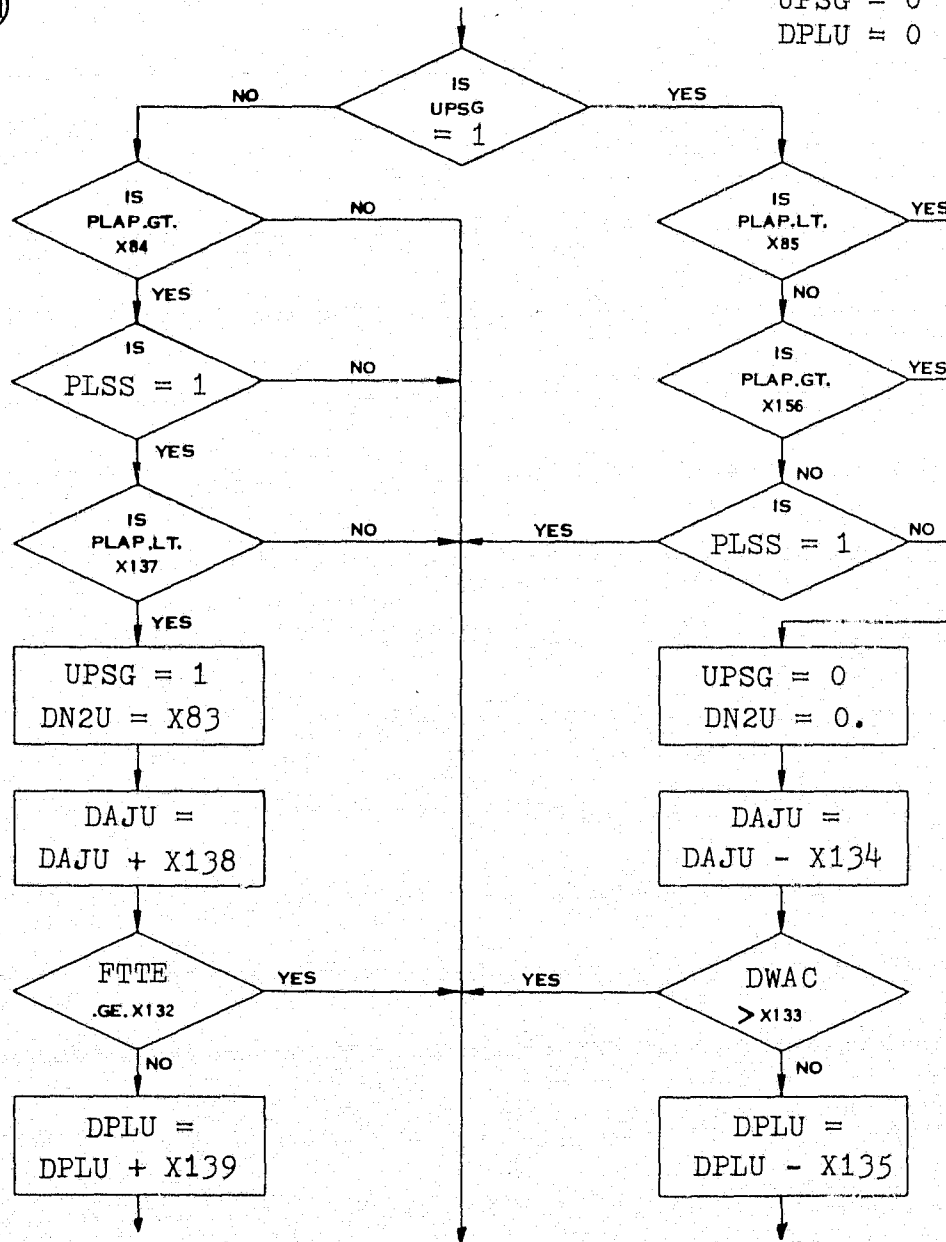 UPSG = 0
DPLU = 0
IS
UPSG
= 1
NO
YES
IS
PLAP.GT.
X84
NO
YES
IS
PLAP.LT.
X85
YES
NO
IS
PLSS = 1
NO
YES
IS
PLAP.GT.
X156
YES
NO
IS
PLAP.LT.
X137
NO
YES
IS
PLSS = 1
YES
NO
UPSG = 1
DN2U = X83
UPSG = 0
DN2U = 0.
DAJU =
DAJU + X138
DAJU =
DAJU - X134
FTTE
.GE. X132
YES
NO
DWAC
> X133
YES
NO
DPLU =
DPLU + X139
DPLU =
DPLU - X135